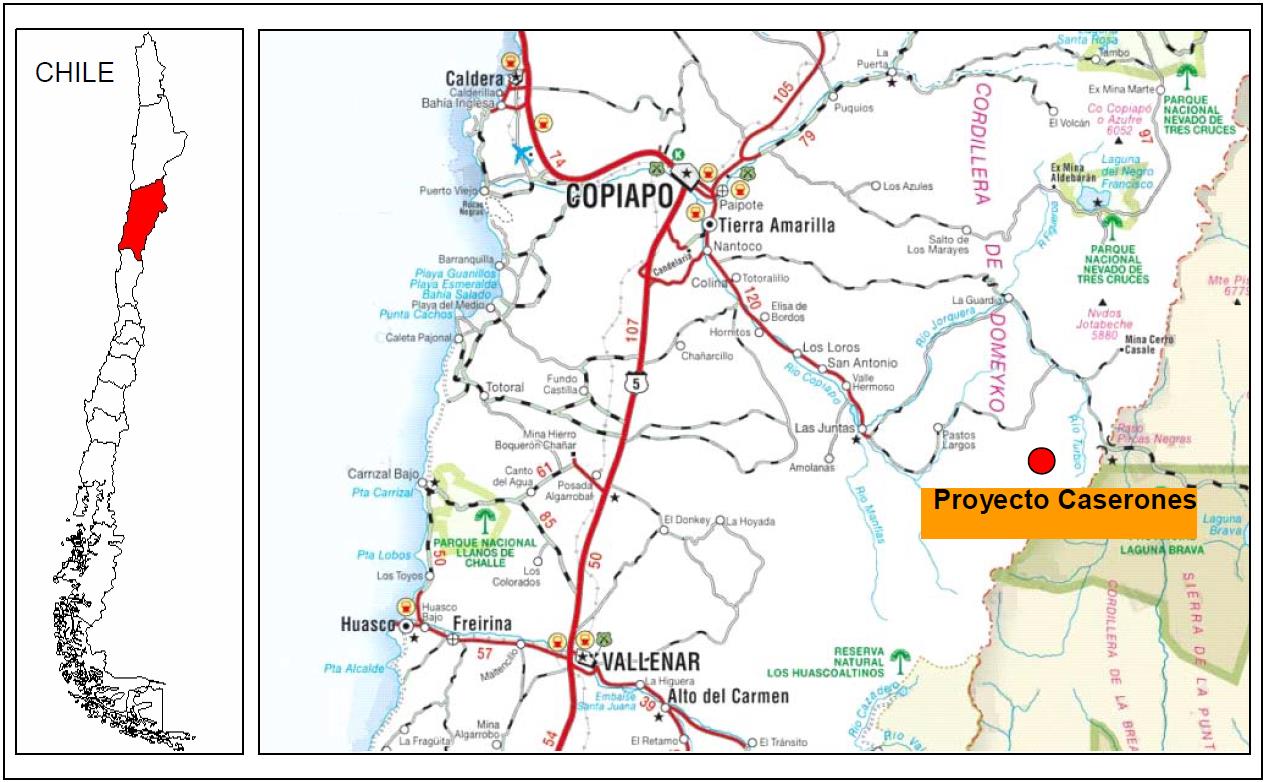 CHILE
Caldera
Calderilla
Bahía Inglesa
74
Puerto Viejo
Rocas
Negras
COPIAPO
K
Paipote
Tierra Amarilla
Nantoco
Candelaria
Colina
Totoralillo
120
Elisa de
Bordos
Hornitos
105
79
La
Puerta
Puquios
Laguna
Santa Rosa
Tambo
Ex Mina Marte
El Volcán
Co Copiapó
o Azufre
6052
97
PARQUE
NACIONAL
NEVADO DE
TRES CRUCES
Ex Mina
Aldebarán
Laguna
del Negro
Francisco
R Figueroa
PARQUE
NACIONAL
NEVADO DE
TRES CRUCES
CORDILLERA
DE
DOMEYKO
Los Azules
Salto de
Los Marayes
La Guardia
Río Jorquera
Nvdos
Jotabeche
5880
Mina Cerro
Casale
Barranquilla
Playa Guanillos
Playa Esmeralda
Bahía Salado
Playa del Medio
Punta Cachos
Caleta Pajonal
107
5
Chañarcillo
Los Loros
San Antonio
Valle
Hermoso
Río Copiapo
Las Juntas
Amolanas
Pastos
Largos
Río Turbio
Pircas Negras
Totoral
Fundo
Castilla
Mina Hierro
Boquerón Chañar
61
Canto
del Agua
Posada
Algarrobal
85
Carrizal Bajo
Pta Carrizal
PARQUE NACIONAL
LLANOS DE
CHALLE
Pta Lobos
50
Los Toyos
Los
Colorados
50
El Donkey
La Hoyada
Río Manflas
Proyecto Caserones
LAGUNA BRAVA
Laguna
Brava
Huasco
Huasco
Bajo
Freirina
57
Maitencillo
Pta Alcalde
VALLENAR
La Higuera
Embalse
Santa Juana
39
Alto del Carmen
El Retamo
El Tránsito
Mina
Algarrobo
La Fragüita
54
RESERVA
NATURAL
LOS HUASCOALTINOS
Río Cazadero
Río Val
CORDILLERA DE LA BREA
SIERRA DE LA PUNT